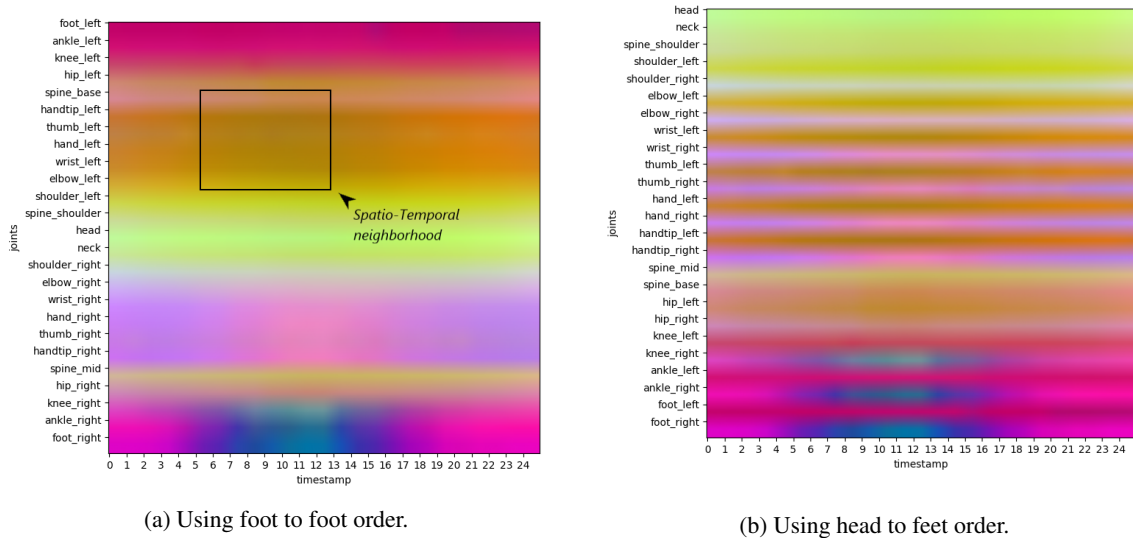 foot_left
ankle_left
knee_left
hip_left
spine_base
handtip_left
thumb_left
hand_left
wrist_left
elbow_left
shoulder_left
spine_shoulder
head
neck
shoulder_right
elbow_right
wrist_right
hand_right
thumb_right
handtip_right
spine_mid
hip_right
knee_right
ankle_right
foot_right
joints
Spatio-Temporal
neighborhood
0 1 2 3 4 5 6 7 8 9 10 11 12 13 14 15 16 17 18 19 20 21 22 23 24
timestamp
(a) Using foot to foot order.
head
neck
spine_shoulder
shoulder_left
shoulder_right
elbow_left
elbow_right
wrist_left
wrist_right
thumb_left
thumb_right
hand_left
hand_right
handtip_left
handtip_right
spine_mid
spine_base
hip_left
hip_right
knee_left
knee_right
ankle_left
ankle_right
foot_left
foot_right
joints
0 1 2 3 4 5 6 7 8 9 10 11 12 13 14 15 16 17 18 19 20 21 22 23 24
timestamp
(b) Using head to feet order.